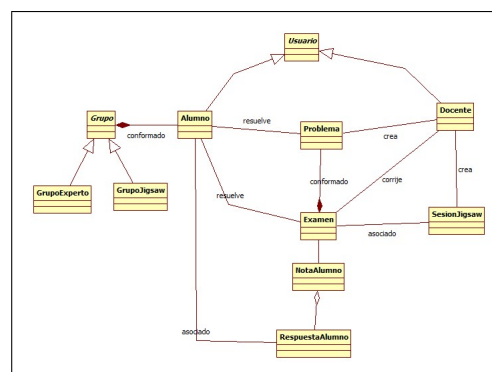 Usuario
Grupo
Alumno
Docente
conformado
resuelve
Problema
crea
GrupoExperto
GrupoJigsaw
resuelve
conformado
corrije
crea
Examen
asociado
SesionJigsaw
NotaAlumno
asociado
RespuestaAlumno